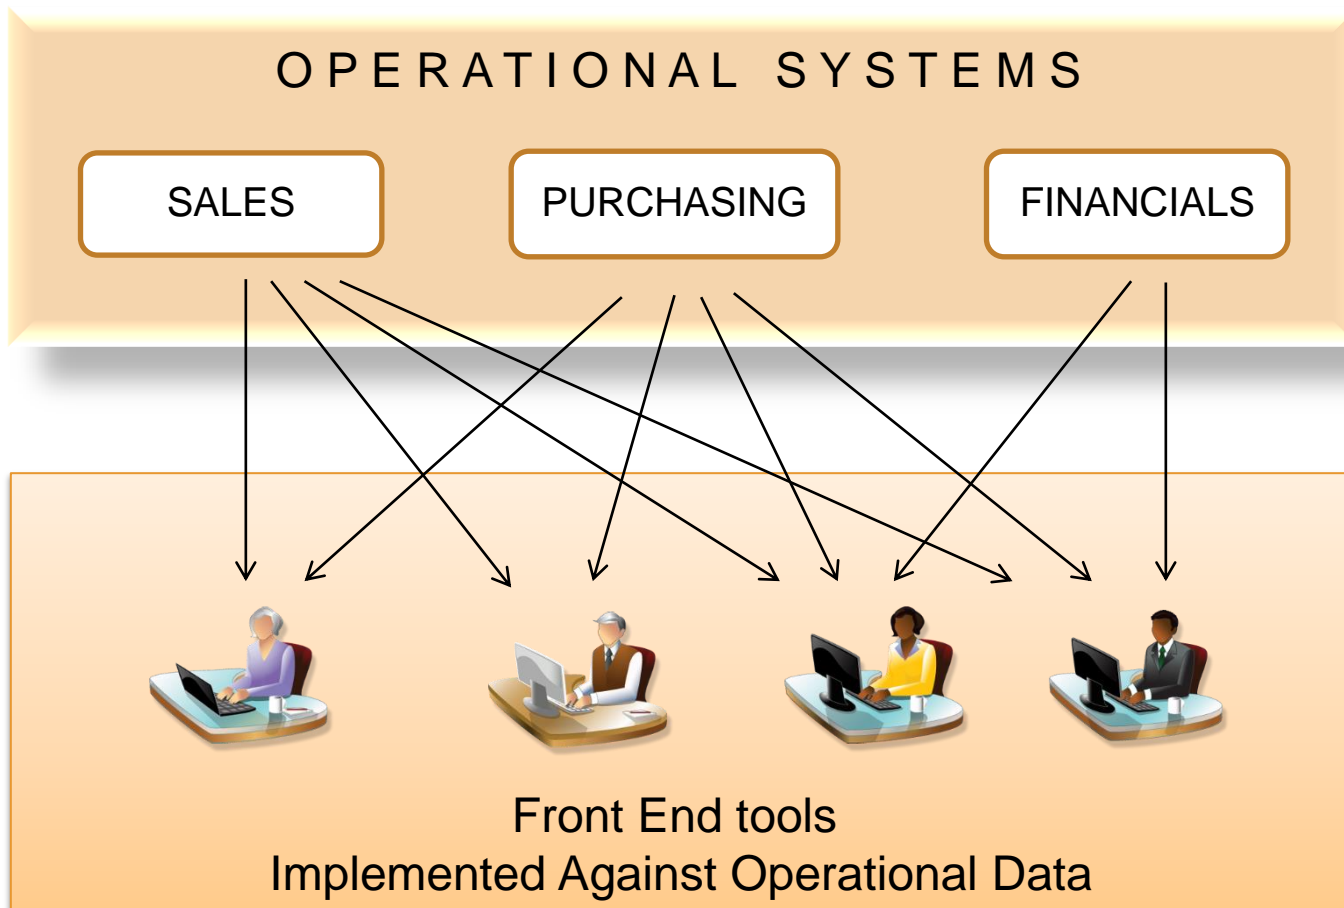 OPERATIONAL SYSTEMS
SALES
PURCHASING
FINANCIALS
Front End tools
Implemented Against Operational Data